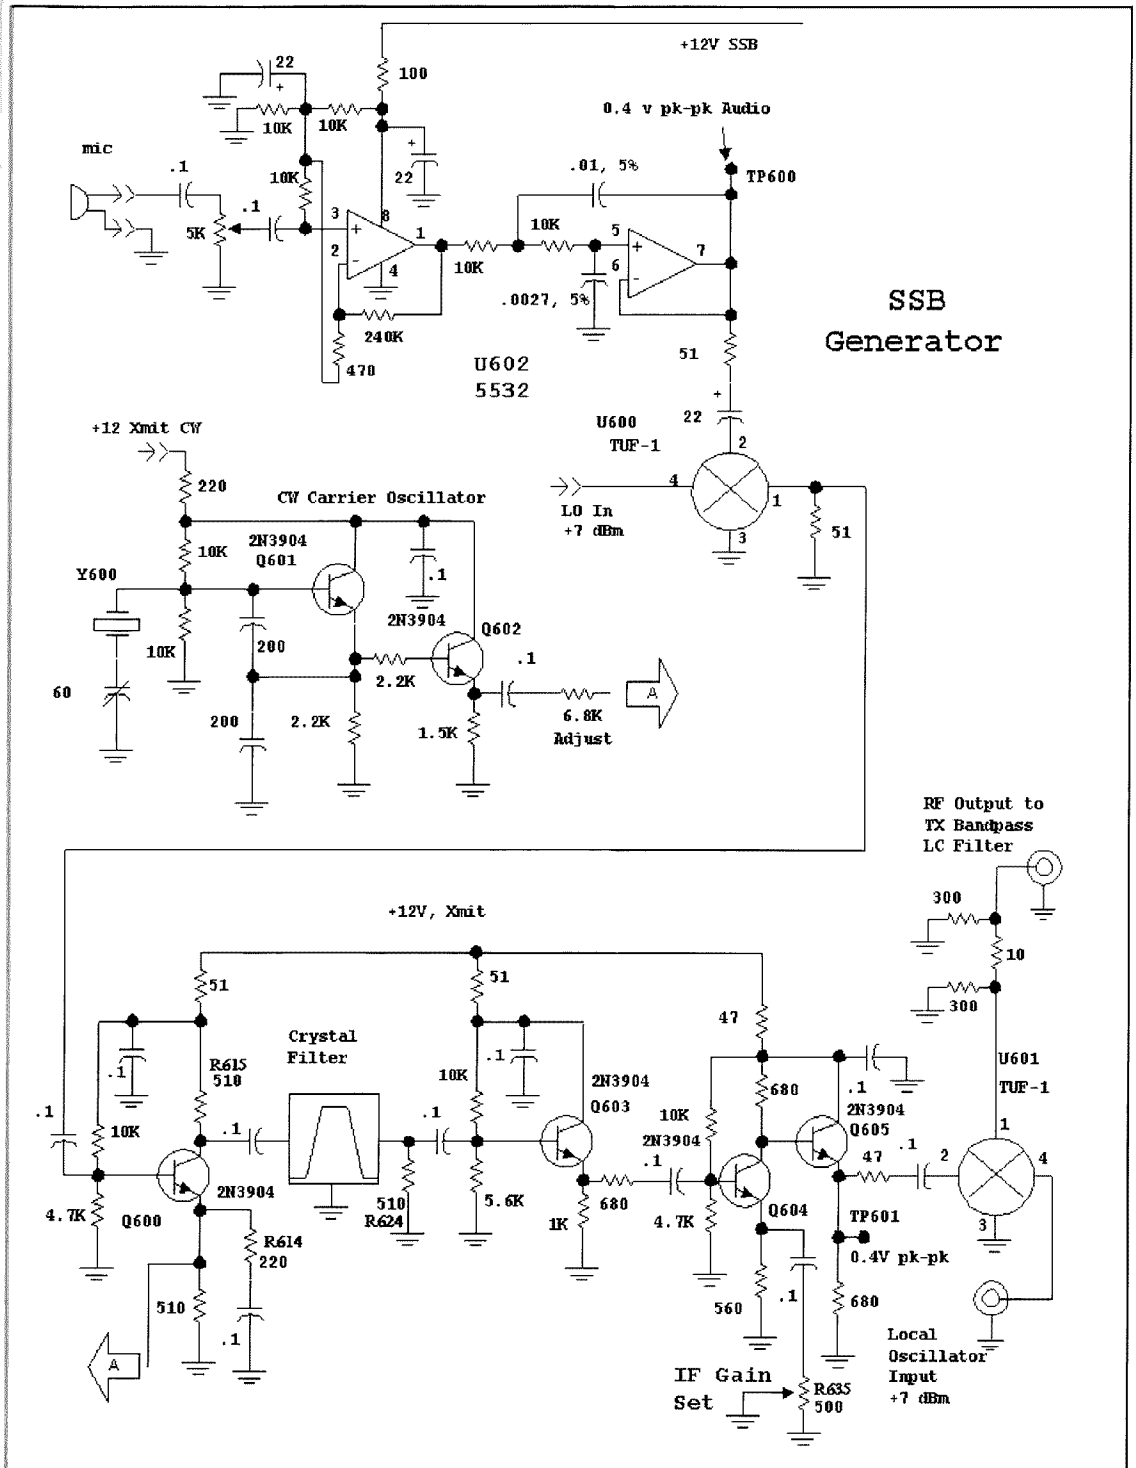 +12V SSB
22
+
100
10K
10K
0.4 v pk-pk Audio
mic
.1
+
22
.01, 5%
TP600
10K
.1
5K
3
+
8
1
2
-
4
10K
10K
5
+
7
6
-
.0027, 5%
240K
470
U602
5532
SSB
Generator
51
+
22
U600
TUF-1
2
4
1
3
LO In
+7 dBm
51
+12 Xmit CW
220
CW Carrier Oscillator
2N3904
Q601
10K
.1
Y600
2N3904
Q602
10K
200
2.2K
.1
A
60
200
2.2K
1.5K
6.8K
Adjust
RF Output to
TX Bandpass
LC Filter
300
10
300
+12V, Xmit
51
51
47
Crystal
Filter
.1
R615
510
.1
10K
680
.1
U601
TUF-1
2N3904
Q603
10K
2N3904
Q605
.1
10K
.1
.1
2N3904
.1
47
.1
2
1
4
3
4.7K
Q600
2N3904
510
R624
5.6K
1K
680
4.7K
Q604
TP601
0.4V pk-pk
R614
220
510
.1
560
.1
680
A
Local
Oscillator
Input
+7 dBm
IF Gain
Set
R635
500